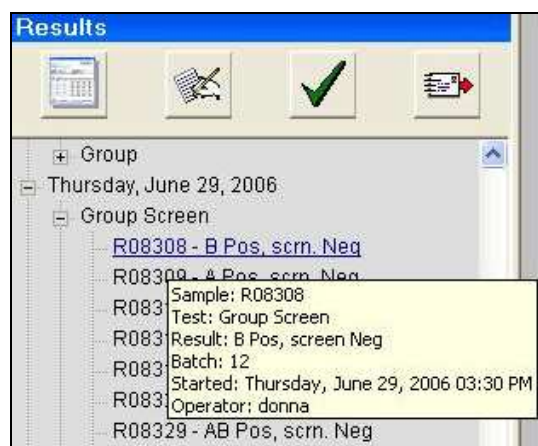 Results
Group
Thursday, June 29, 2006
Group Screen
R08308 - B Pos, scrn. Neg
R08309 - A Pos, scrn. Neg
Sample: R08308
Test: Group Screen
Result: B Pos, screen Neg
Batch: 12
Started: Thursday, June 29, 2006 03:30 PM
Operator: donna
R08329 - AB Pos, scrn. Neg